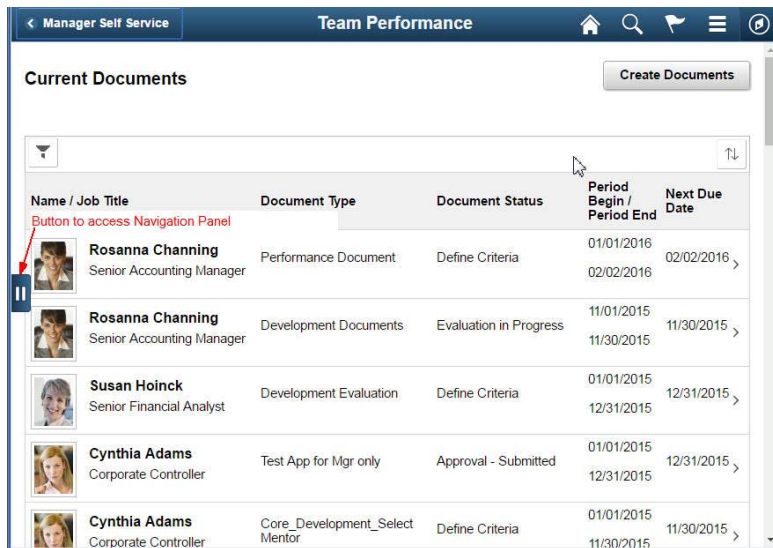 Manager Self Service
Team Performance
Current Documents
Create Documents
Name / Job Title
Document Type
Document Status
Period
Begin /
Period End
Next Due
Date
Button to access Navigation Panel
Rosanna Channing
Senior Accounting Manager
Performance Document
Define Criteria
01/01/2016
02/02/2016
02/02/2016
Rosanna Channing
Senior Accounting Manager
Development Documents
Evaluation in Progress
11/01/2015
11/30/2015
11/30/2015
Susan Hoinck
Senior Financial Analyst
Development Evaluation
Define Criteria
01/01/2015
12/31/2015
12/31/2015
Cynthia Adams
Corporate Controller
Test App for Mgr only
Approval - Submitted
01/01/2015
12/31/2015
12/31/2015
Cynthia Adams
Corporate Controller
Core_Development_Select
Mentor
Define Criteria
01/01/2015
11/30/2015
11/30/2015